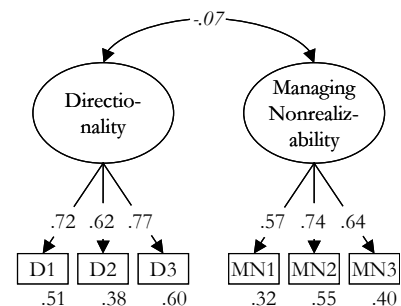 -.07
Directio-
nality
Managing
Nonrealiz-
ability
.72 .62 .77
.57 .74 .64
D1 D2 D3
MN1 MN2 MN3
.51 .38 .60
.32 .55 .40